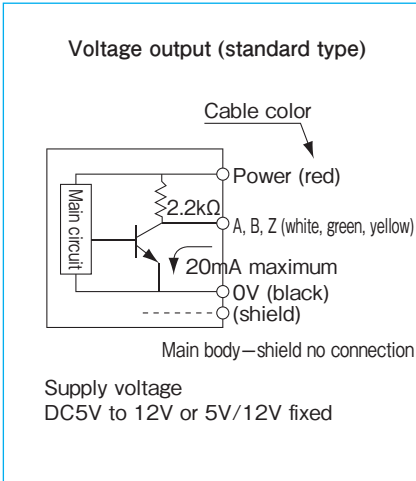 Voltage output (standard type)
Cable color
Power (red)
2.2kΩ
Main circuit
A, B, Z (white, green, yellow)
20mA maximum
0V (black)
(shield)
Main body—shield no connection
Supply voltage
DC5V to 12V or 5V/12V fixed